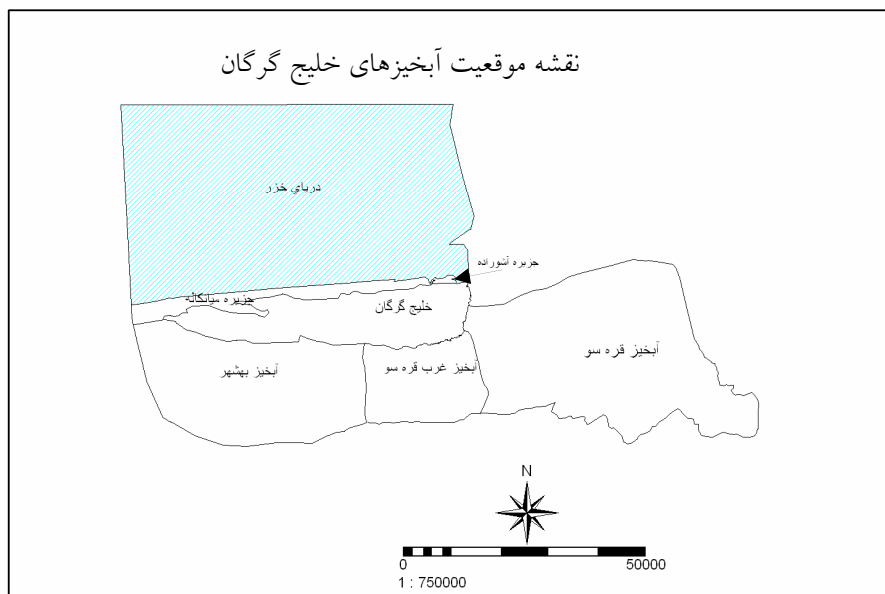 نقشه موقعیت آبخیزهای خلیج گرگان
دریای خزر
جزیره آشوراده
جزیره میانکاله
خلیج گرگان
آبخیز قره سو
آبخیز غرب قره سو
آبخیز بهشهر
N
0 50000
1 : 750000